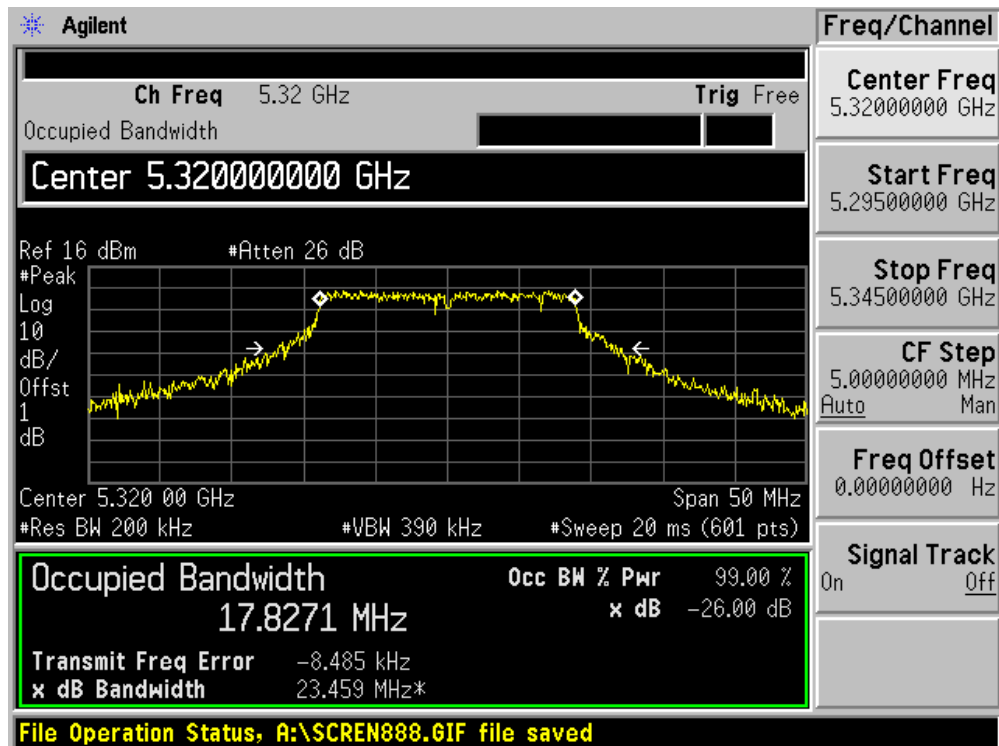 Agilent
Freq/Channel
Ch Freq 5.32 GHz Trig Free
Occupied Bandwidth
Center 5.320000000 GHz
Ref 16 dBm #Atten 26 dB
#Peak
Log
10
dB/
Offst
1
dB
Center 5.320 00 GHz Span 50 MHz
#Res BW 200 kHz #VBW 390 kHz #Sweep 20 ms (601 pts)
Occupied Bandwidth
17.8271 MHz
Occ BW % Pwr 99.00 %
x dB -26.00 dB
Transmit Freq Error -8.485 kHz
x dB Bandwidth 23.459 MHz*
Center Freq
5.32000000 GHz
Start Freq
5.29500000 GHz
Stop Freq
5.34500000 GHz
CF Step
5.00000000 MHz
Auto Man
Freq Offset
0.00000000 Hz
Signal Track
On Off
File Operation Status, A:\SCREN888.GIF file saved